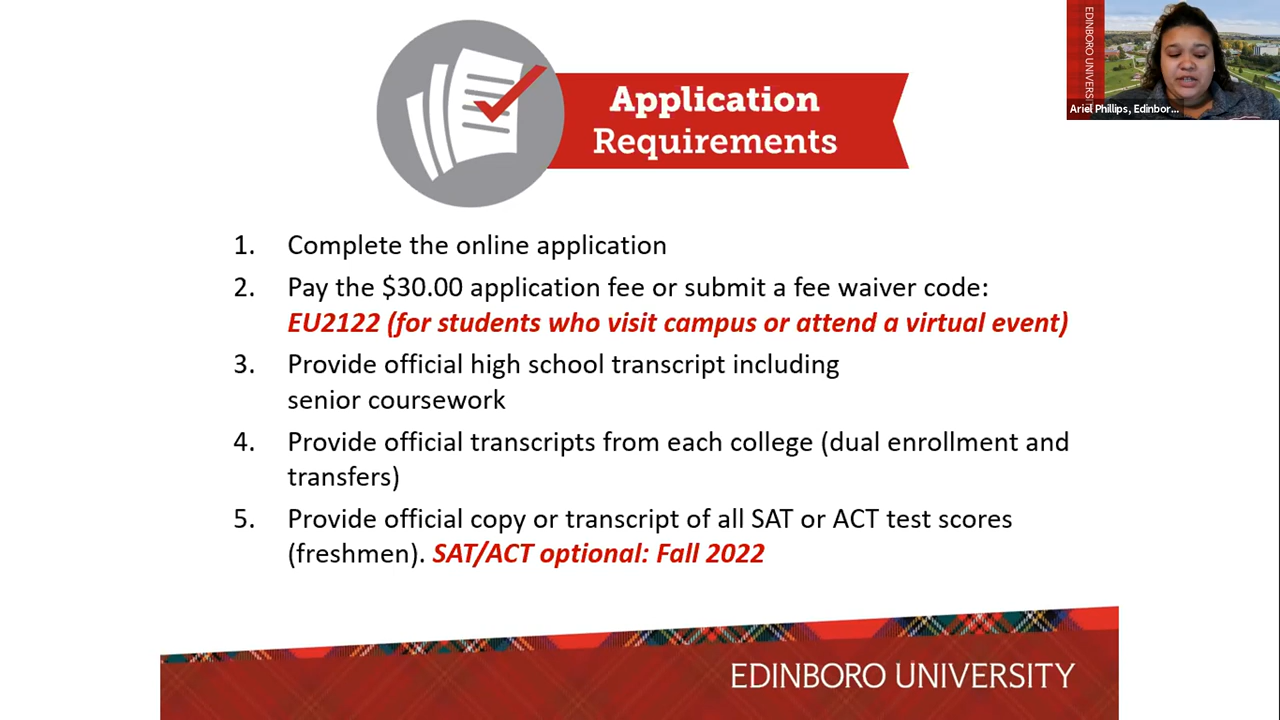 Application
Requirements
EDINBORO UNIVERSITY
Ariel Phillips, Edinbor...
1. Complete the online application
2. Pay the $30.00 application fee or submit a fee waiver code:
EU2122 (for students who visit campus or attend a virtual event)
3. Provide official high school transcript including
senior coursework
4. Provide official transcripts from each college (dual enrollment and
transfers)
5. Provide official copy or transcript of all SAT or ACT test scores
(freshmen). SAT/ACT optional: Fall 2022
EDINBORO UNIVERSITY